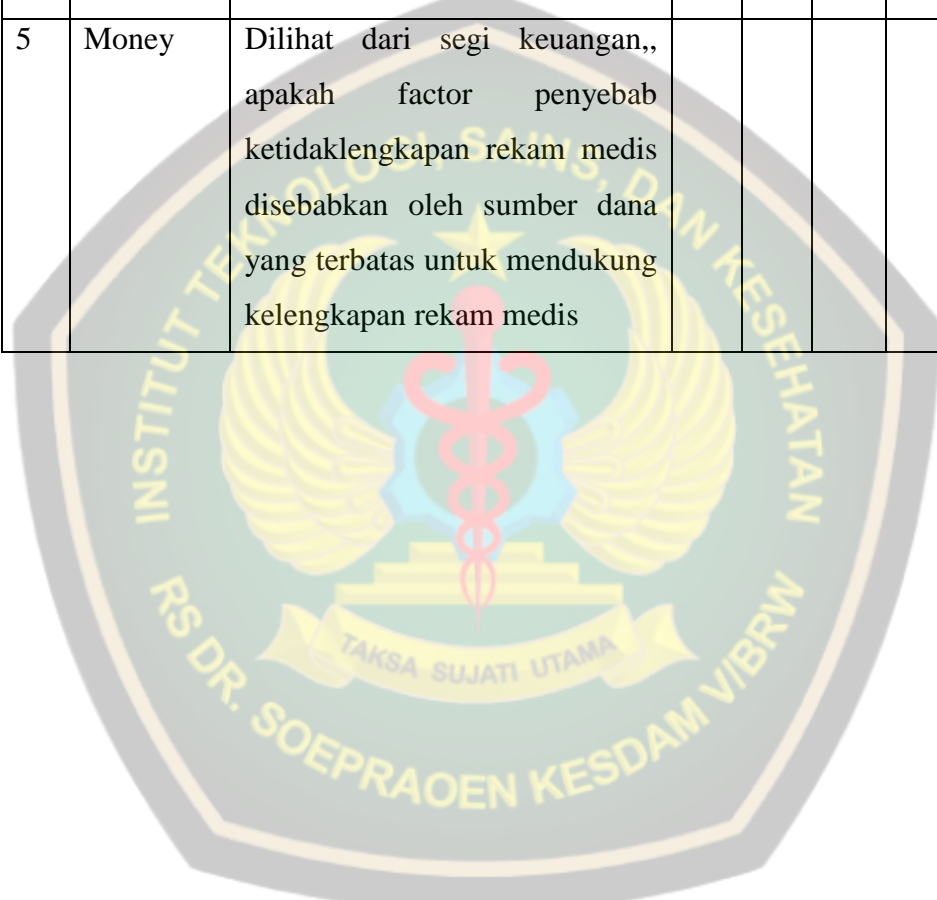 5 Money Dilihat dari segi keuangan,,
apakah factor penyebab
ketidaklengkapan rekam medis
disebabkan oleh sumber dana
yang terbatas untuk mendukung
kelengkapan rekam medis
INSTITUT TEKNOLOGI, SAINS, DAN KESEHATAN
TAKSA SUJATI UTAMA
RS DR. SOEPRAOEN KESDAM V/BRW